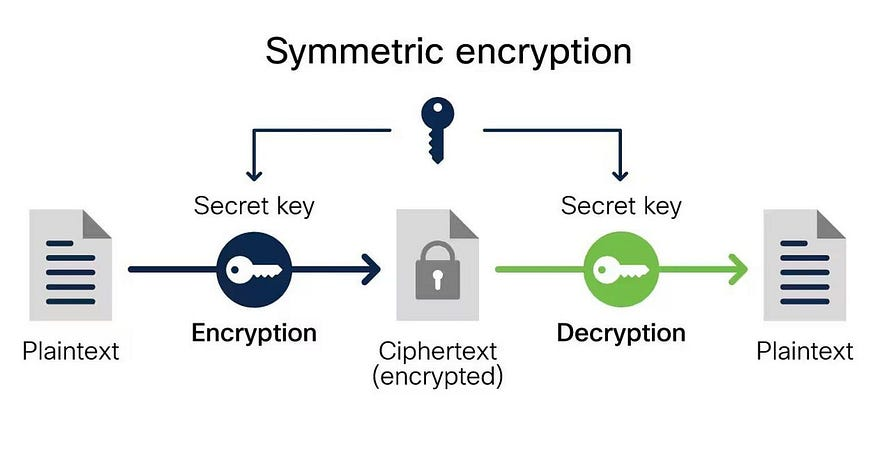 Symmetric encryption
Secret key
Secret key
Encryption
Decryption
Plaintext
Ciphertext
(encrypted)
Plaintext